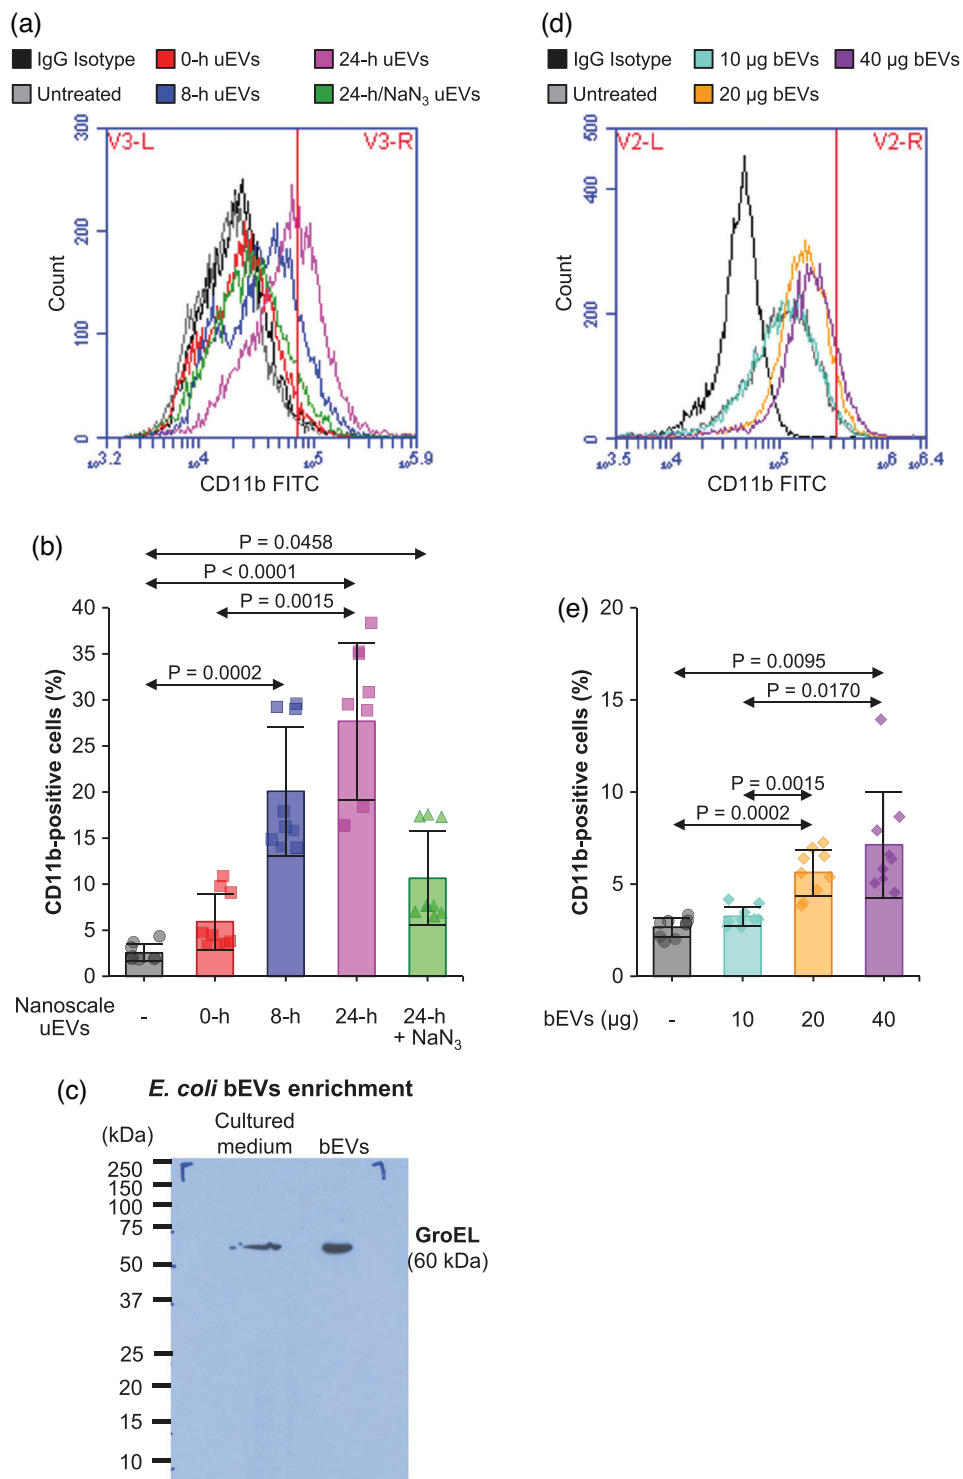 (a)
IgG Isotype 0-h uEVs 24-h uEVs
Untreated 8-h uEVs 24-h/NaN3 uEVs
V3-L V3-R
300
200
100
0
Count
10^3.2 10^4 10^5 10^5.9
CD11b FITC
(d)
IgG Isotype 10 µg bEVs 40 µg bEVs
Untreated 20 µg bEVs
V2-L V2-R
500
400
200
0
Count
10^3.5 10^4 10^5 10^6 10^6.4
CD11b FITC
(b)
P = 0.0458
P < 0.0001
P = 0.0015
P = 0.0002
40
35
30
25
20
15
10
5
0
CD11b-positive cells (%)
Nanoscale
uEVs
- 0-h 8-h 24-h 24-h
+ NaN3
(e)
P = 0.0095
P = 0.0170
P = 0.0015
P = 0.0002
20
15
10
5
0
CD11b-positive cells (%)
bEVs (µg) - 10 20 40
(c)
E. coli bEVs enrichment
(kDa)
Cultured
medium bEVs
250
150
100
75
50
37
25
20
15
10
GroEL
(60 kDa)